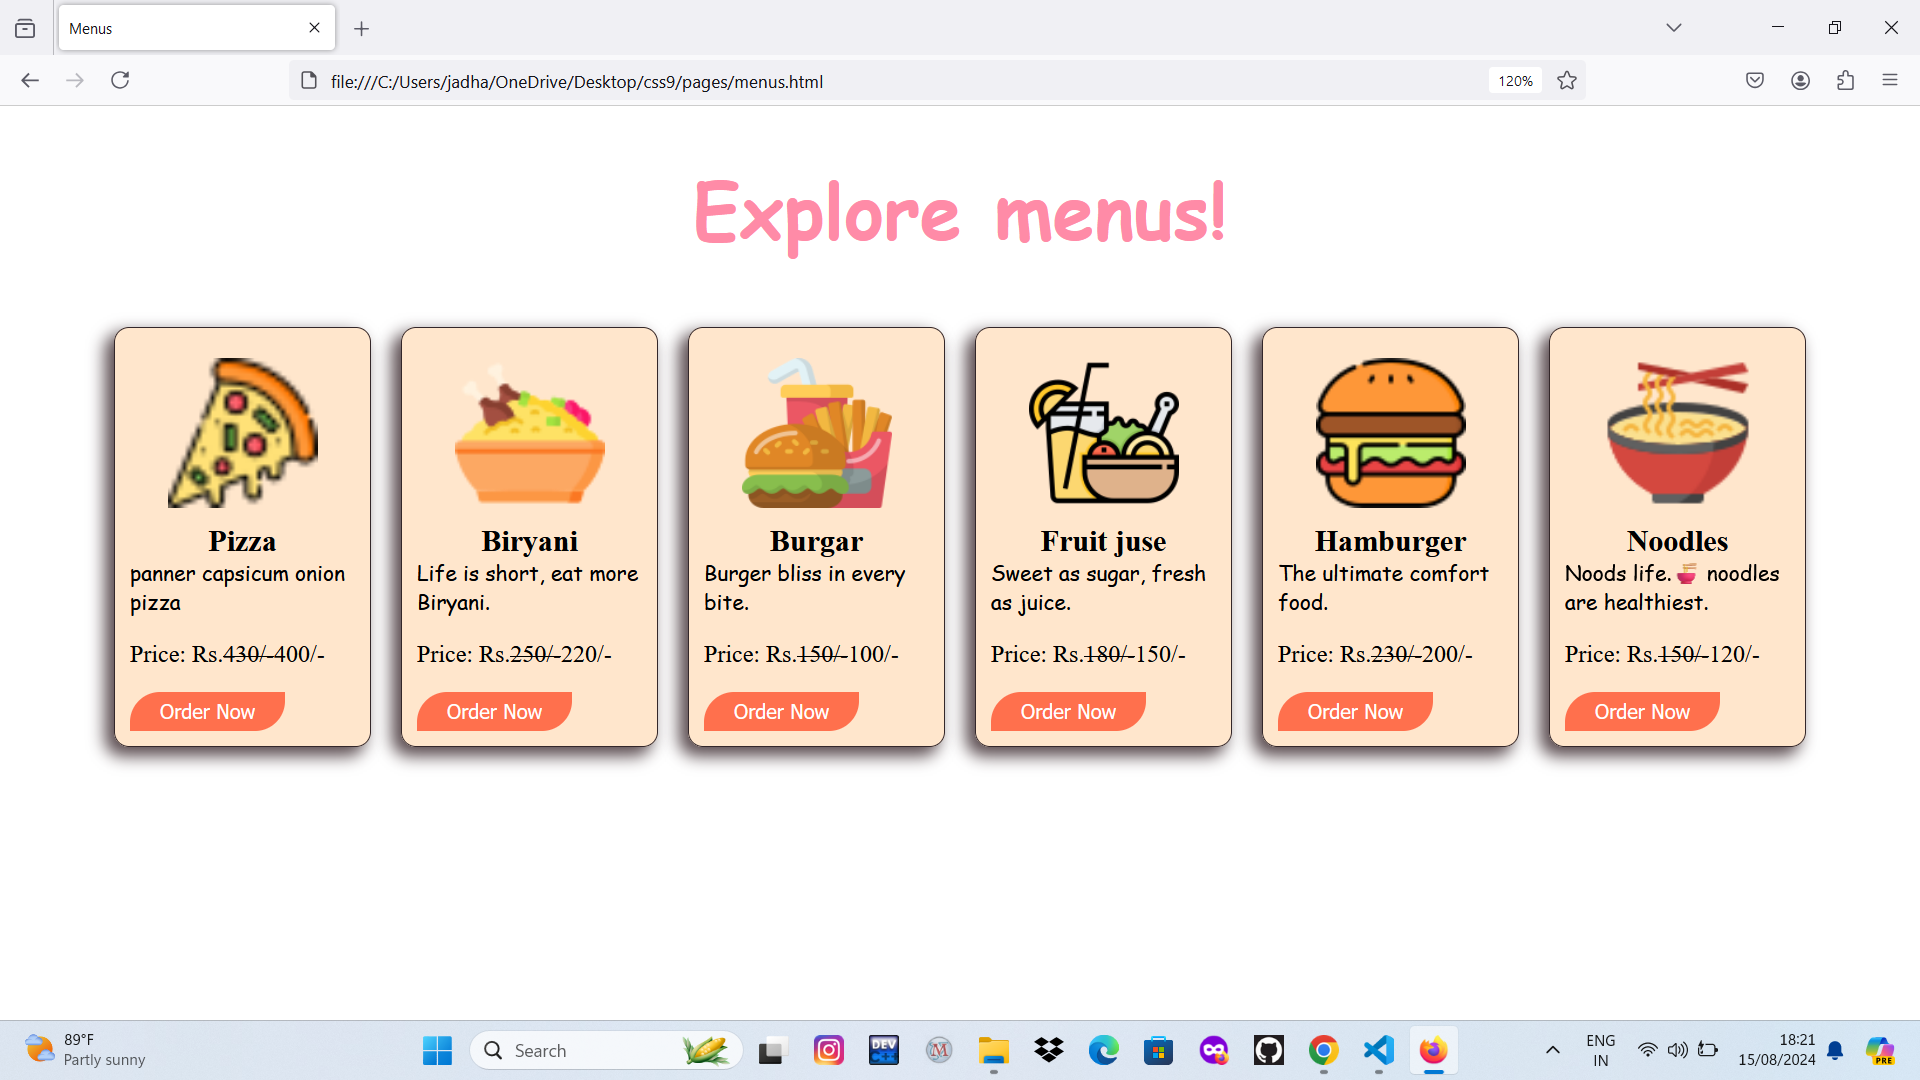 Menus
file:///C:/Users/jadha/OneDrive/Desktop/css9/pages/menus.html
120%
Explore menus!
Pizza
panner capsicum onion
pizza
Price: Rs.430/-400/-
Order Now
Biryani
Life is short, eat more
Biryani.
Price: Rs.250/-220/-
Order Now
Burgar
Burger bliss in every
bite.
Price: Rs.150/-100/-
Order Now
Fruit juse
Sweet as sugar, fresh
as juice.
Price: Rs.180/-150/-
Order Now
Hamburger
The ultimate comfort
food.
Price: Rs.230/-200/-
Order Now
Noodles
Noods life.🍜 noodles
are healthiest.
Price: Rs.150/-120/-
Order Now
89°F
Partly sunny
Search
DEV
C++
M
ENG
IN
18:21
15/08/2024
PRE